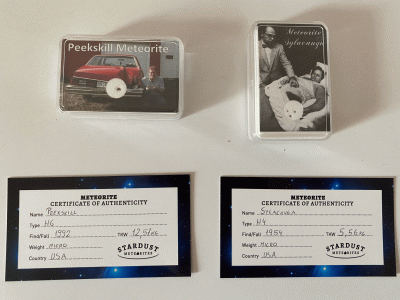 Peekskill Meteorite
Meteorite
Sylacauga
METEORITE
CERTIFICATE OF AUTHENTICITY
Name PEEKSKILL
Type H6
Find/Fall 1992 TKW 12,57KG
Weight MICRO
Country USA
STARDUST
METEORITES
METEORITE
CERTIFICATE OF AUTHENTICITY
Name SYLACAUGA
Type H4
Find/Fall 1954 TKW 5,56KG
Weight MICRO
Country USA
STARDUST
METEORITES